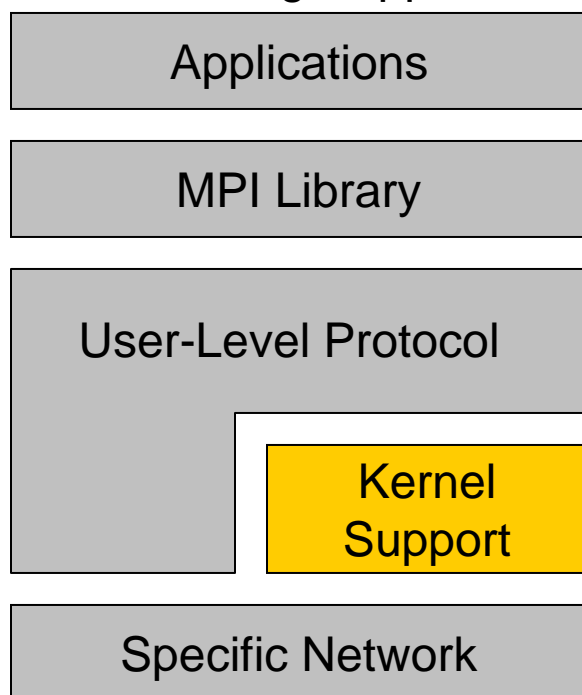 Applications
MPI Library
User-Level Protocol
Kernel
Support
Specific Network